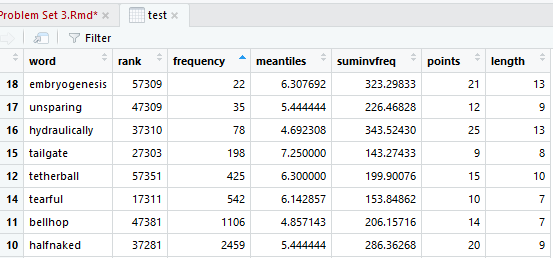 Problem Set 3.Rmd* test
Filter
word rank frequency meantiles suminvfreq points length
18 embryogenesis 57309 22 6.307692 323.29833 21 13
17 unsparing 47309 35 5.444444 226.46828 12 9
16 hydraulically 37310 78 4.692308 343.52430 25 13
15 tailgate 27303 198 7.250000 143.27433 9 8
12 tetherball 57351 425 6.300000 199.90076 15 10
14 tearful 17311 542 6.142857 153.84862 10 7
11 bellhop 47381 1106 4.857143 206.15716 14 7
10 halfnaked 37281 2459 5.444444 286.36268 20 9